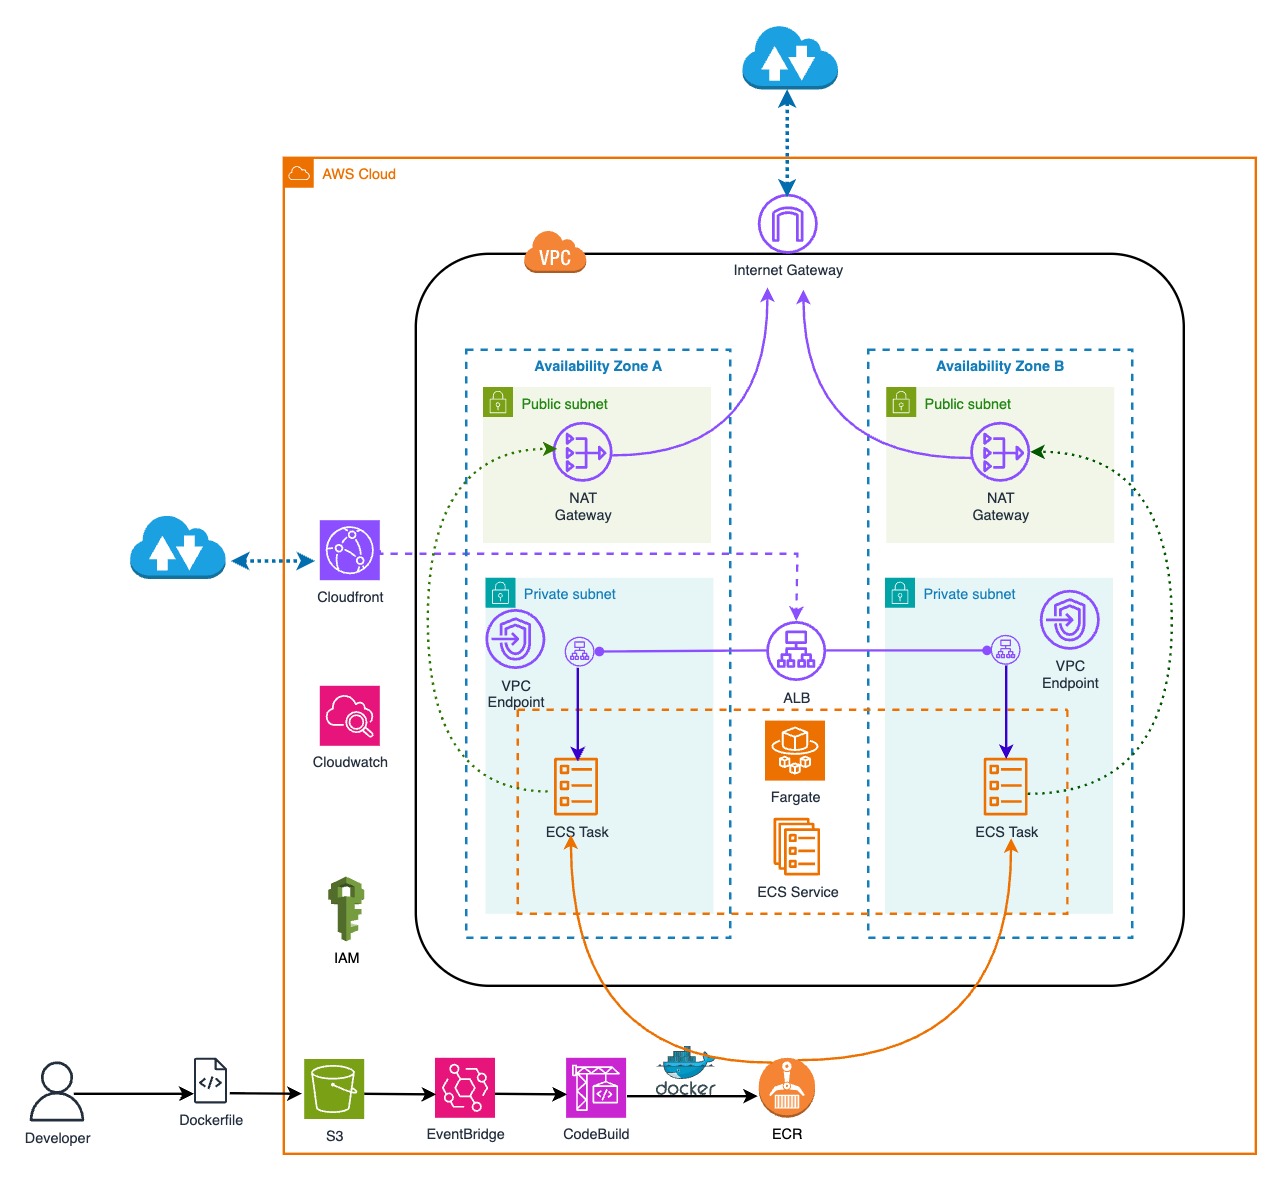 AWS Cloud
VPC
Internet Gateway
Availability Zone A
Availability Zone B
Public subnet
Public subnet
NAT
Gateway
NAT
Gateway
Cloudfront
Private subnet
Private subnet
VPC
Endpoint
ALB
VPC
Endpoint
Cloudwatch
Fargate
ECS Task
ECS Task
ECS Service
IAM
docker
Developer
Dockerfile
S3
EventBridge
CodeBuild
ECR